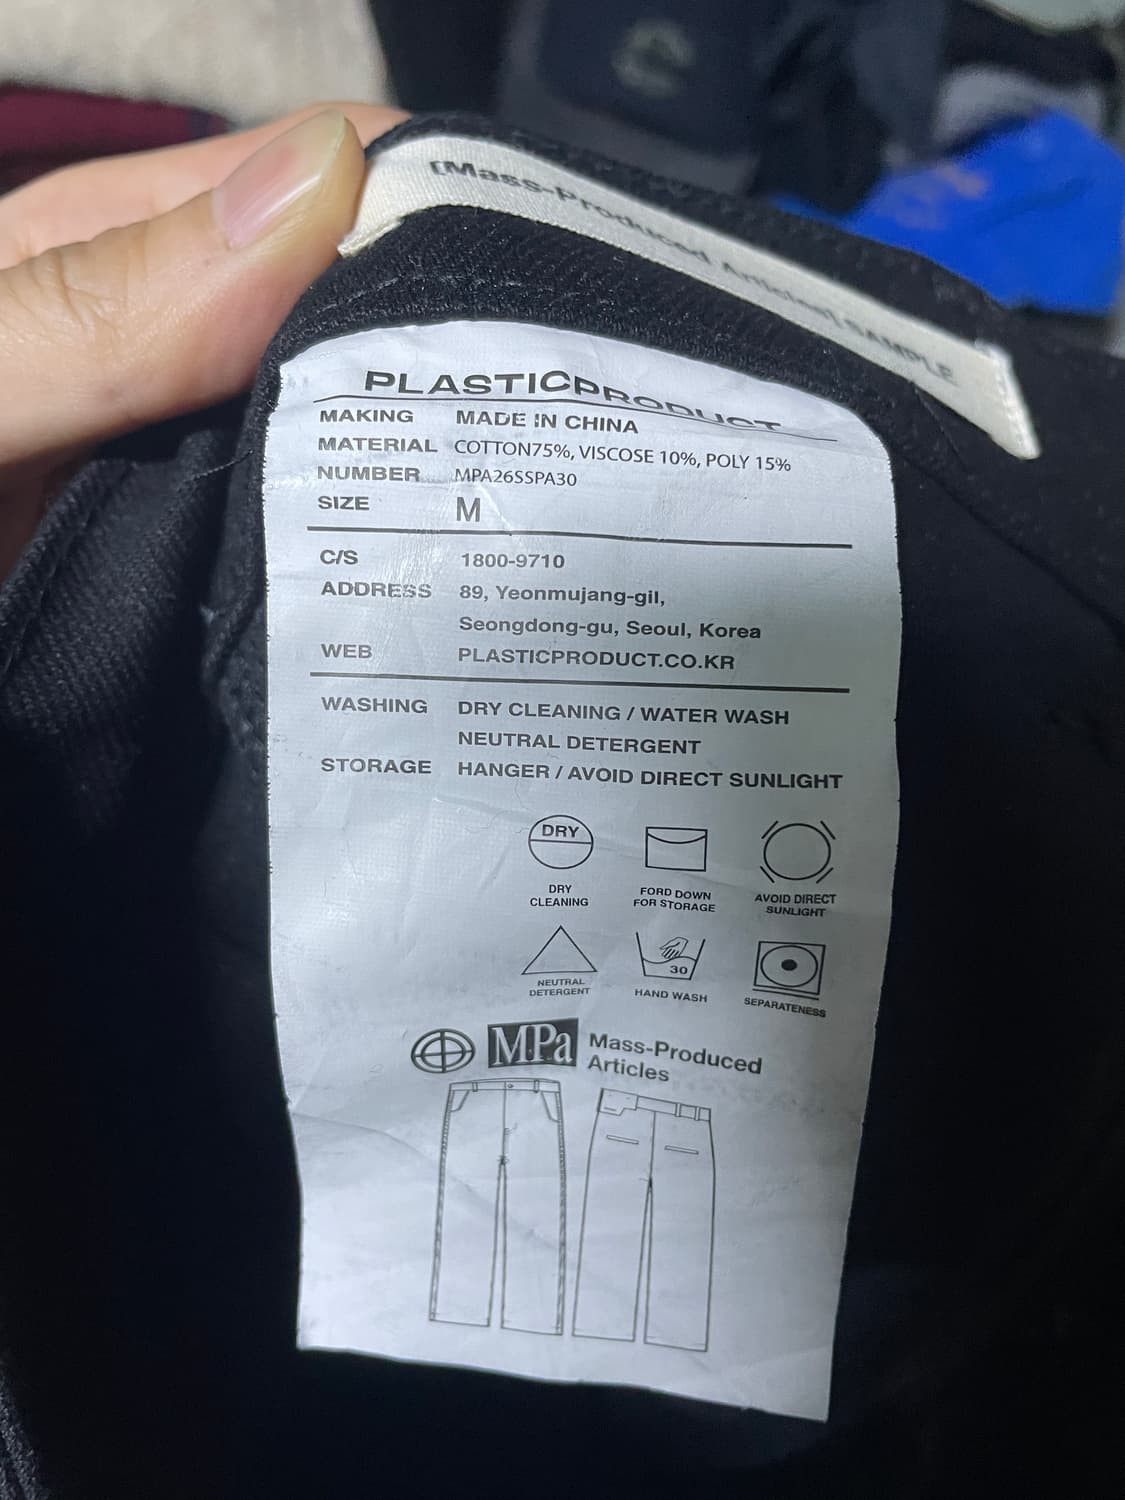 [Mass-Produced Articles] SAMPLE
PLASTICPRODUCT
MAKING MADE IN CHINA
MATERIAL COTTON75%, VISCOSE 10%, POLY 15%
NUMBER MPA26SSPA30
SIZE M
C/S 1800-9710
ADDRESS 89, Yeonmujang-gil,
Seongdong-gu, Seoul, Korea
WEB PLASTICPRODUCT.CO.KR
WASHING DRY CLEANING / WATER WASH
NEUTRAL DETERGENT
STORAGE HANGER / AVOID DIRECT SUNLIGHT
DRY
DRY
CLEANING
FORD DOWN
FOR STORAGE
AVOID DIRECT
SUNLIGHT
NEUTRAL
DETERGENT
30
HAND WASH
SEPARATENESS
MPa Mass-Produced
Articles